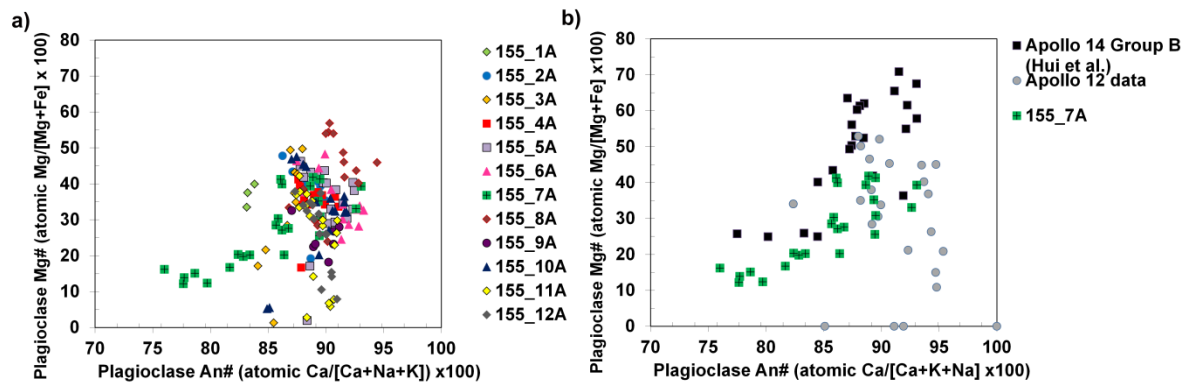 a)
Plagioclase Mg# (atomic Mg/[Mg+Fe] x 100)
80
70
60
50
40
30
20
10
0
70 75 80 85 90 95 100
Plagioclase An# (atomic Ca/[Ca+Na+K]) x100)
155_1A
155_2A
155_3A
155_4A
155_5A
155_6A
155_7A
155_8A
155_9A
155_10A
155_11A
155_12A
b)
Plagioclase Mg# (atomic Mg/[Mg+Fe] x100)
80
70
60
50
40
30
20
10
0
70 75 80 85 90 95 100
Plagioclase An# (atomic Ca/[Ca+K+Na] x100)
Apollo 14 Group B
(Hui et al.)
Apollo 12 data
155_7A